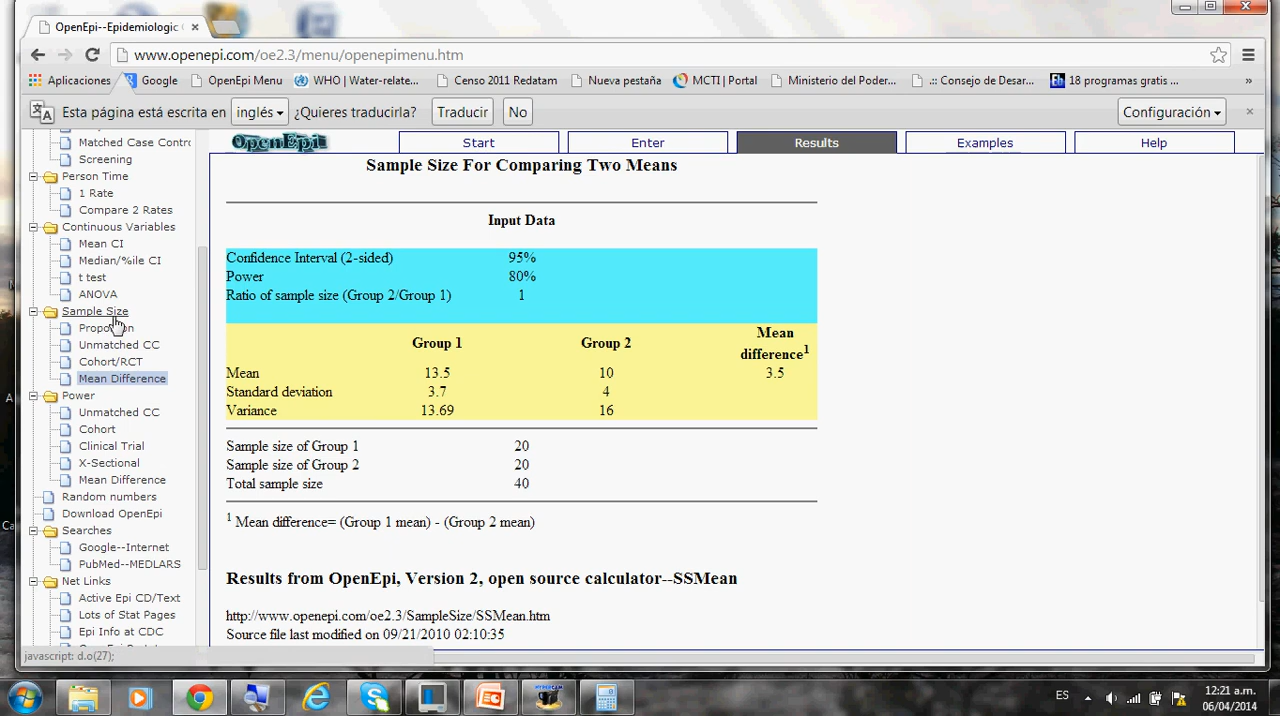 OpenEpi--Epidemiologic
www.openepi.com/oe2.3/menu/openepimenu.htm
Aplicaciones Google OpenEpi Menu WHO | Water-relate... Censo 2011 Redatam Nueva pestaña MCTI | Portal Ministerio del Poder... .:: Consejo de Desar... 18 programas gratis ... »
Esta página está escrita en inglés ¿Quieres traducirla? Traducir No Configuración
OpenEpi Start Enter Results Examples Help
Matched Case Contro
Screening
Person Time
1 Rate
Compare 2 Rates
Continuous Variables
Mean CI
Median/%ile CI
t test
ANOVA
Sample Size
Proportion
Unmatched CC
Cohort/RCT
Mean Difference
Power
Unmatched CC
Cohort
Clinical Trial
X-Sectional
Mean Difference
Random numbers
Download OpenEpi
Searches
Google--Internet
PubMed--MEDLARS
Net Links
Active Epi CD/Text
Lots of Stat Pages
Epi Info at CDC
javascript: d.o(27);
Sample Size For Comparing Two Means
Input Data
Confidence Interval (2-sided) 95%
Power 80%
Ratio of sample size (Group 2/Group 1) 1
Group 1 Group 2 Mean
difference1
Mean 13.5 10 3.5
Standard deviation 3.7 4
Variance 13.69 16
Sample size of Group 1 20
Sample size of Group 2 20
Total sample size 40
1 Mean difference= (Group 1 mean) - (Group 2 mean)
Results from OpenEpi, Version 2, open source calculator--SSMean
http://www.openepi.com/oe2.3/SampleSize/SSMean.htm
Source file last modified on 09/21/2010 02:10:35
HYPERCAM
ES 12:21 a.m.
06/04/2014